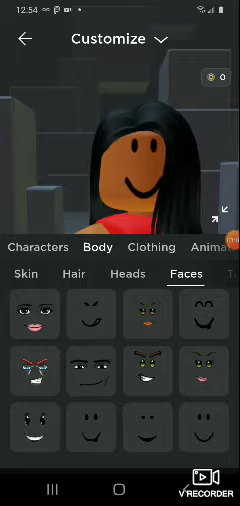 12:54
Customize
0
Characters Body Clothing Anima
Skin Hair Heads Faces
V RECORDER